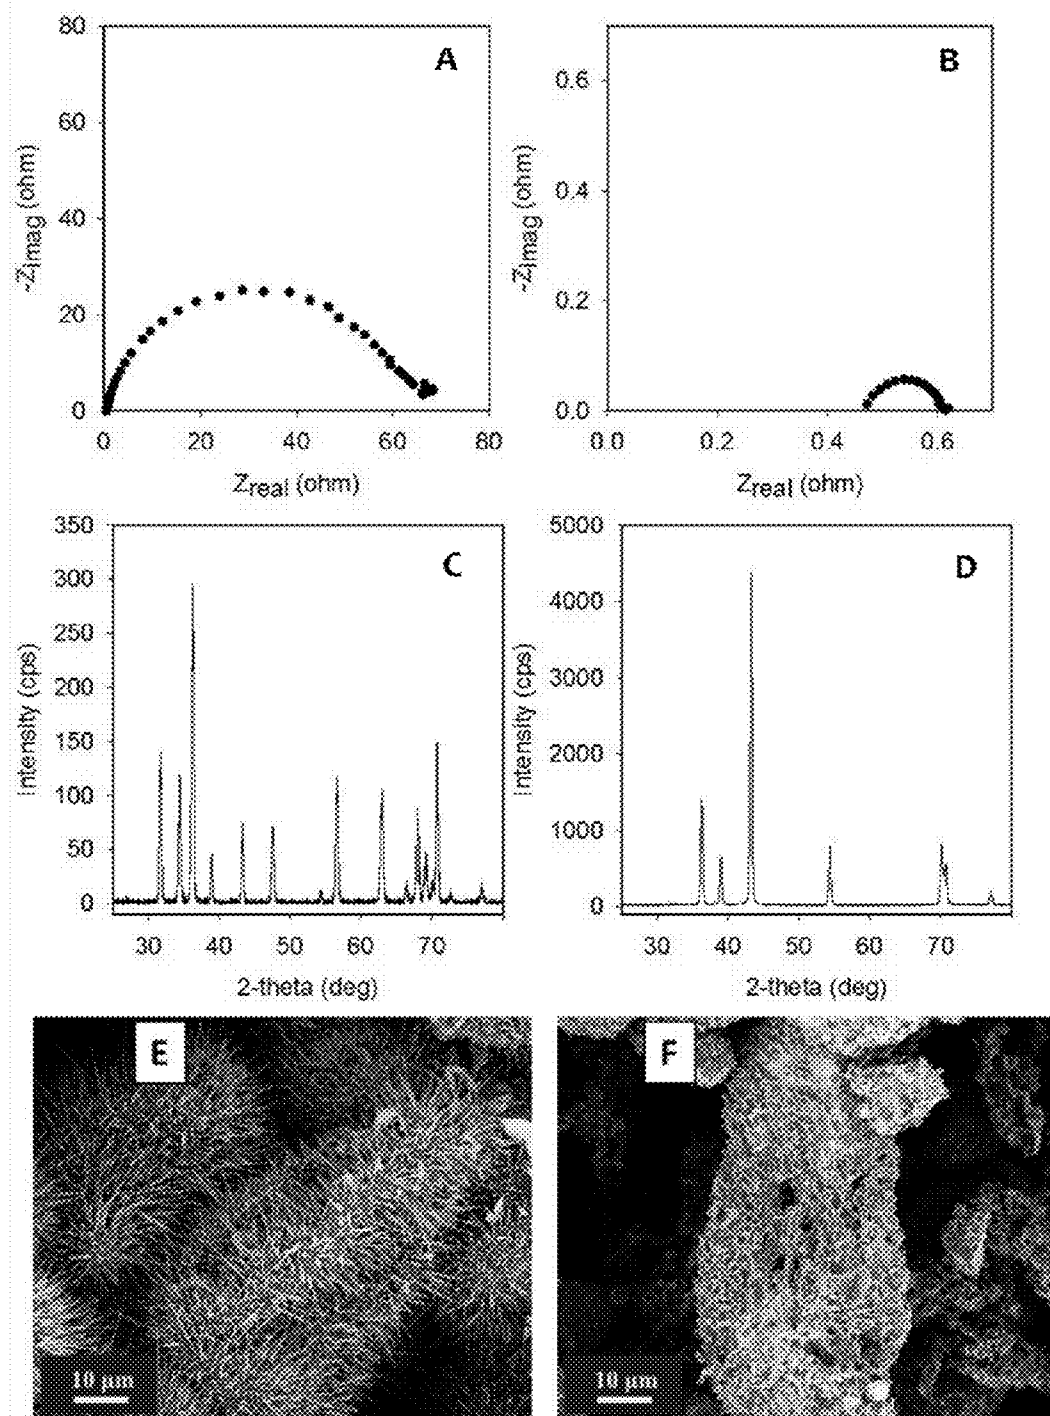 A
80
60
40
20
0
-Zimag (ohm)
0 20 40 60 80
Zreal (ohm)
B
0.6
0.4
0.2
0.0
-Zimag (ohm)
0.0 0.2 0.4 0.6
Zreal (ohm)
C
350
300
250
200
150
100
50
0
Intensity (cps)
30 40 50 60 70
2-theta (deg)
D
5000
4000
3000
2000
1000
0
Intensity (cps)
30 40 50 60 70
2-theta (deg)
E
10 µm
F
10 µm